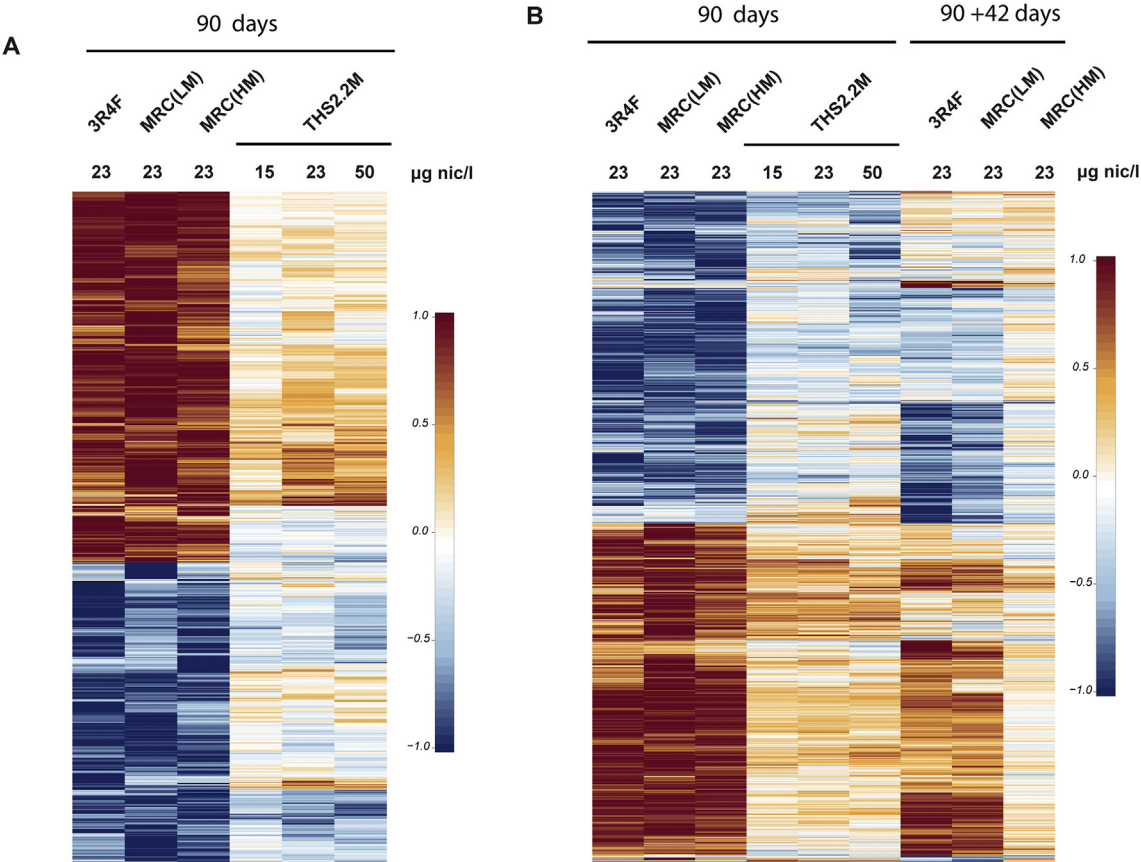 A
90 days
3R4F MRC(LM) MRC(HM) THS2.2M
23 23 23 15 23 50 µg nic/l
1.0
0.5
0.0
−0.5
−1.0
B
90 days 90 +42 days
3R4F MRC(LM) MRC(HM) THS2.2M 3R4F MRC(LM) MRC(HM)
23 23 23 15 23 50 23 23 23 µg nic/l
1.0
0.5
0.0
−0.5
−1.0